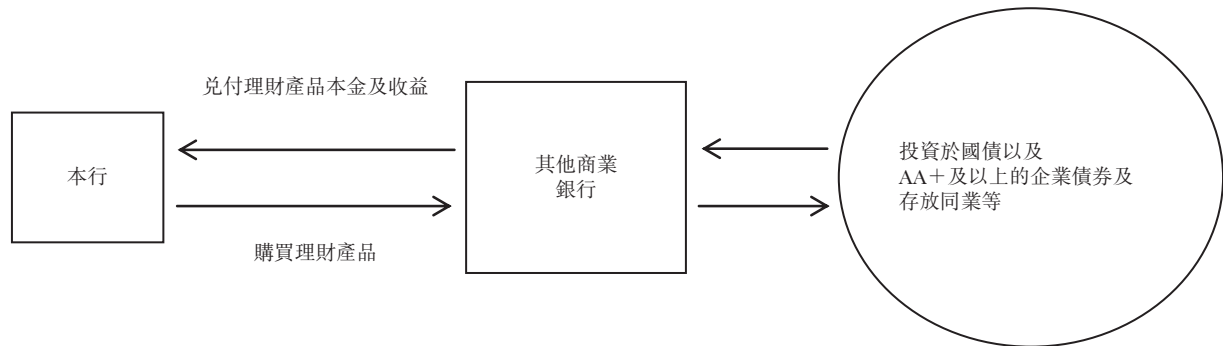 兑付理財產品本金及收益
本行
其他商業
銀行
投資於國債以及
AA＋及以上的企業債券及
存放同業等
購買理財產品